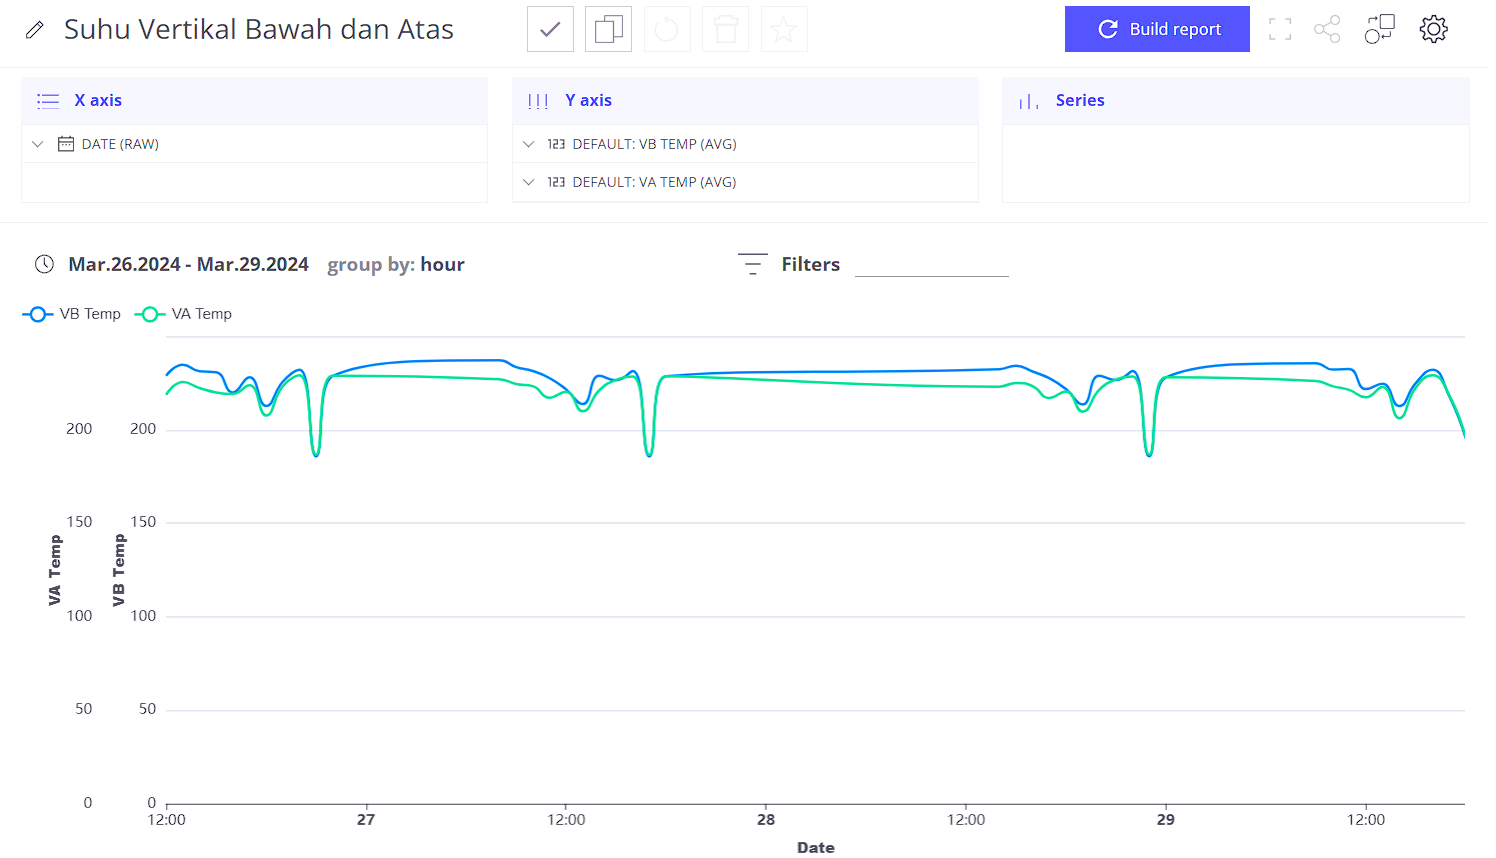 Suhu Vertikal Bawah dan Atas
Build report
X axis
Y axis
Series
DATE (RAW)
123 DEFAULT: VB TEMP (AVG)
123 DEFAULT: VA TEMP (AVG)
Mar.26.2024 - Mar.29.2024 group by: hour
Filters
VB Temp
VA Temp
200 200
150 150
100 100
50 50
0 0
VA Temp
VB Temp
12:00 27 12:00 28 12:00 29 12:00
Date